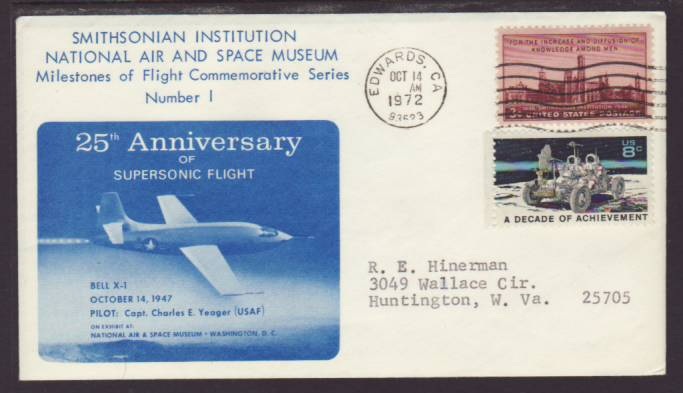 SMITHSONIAN INSTITUTION
NATIONAL AIR AND SPACE MUSEUM
Milestones of Flight Commemorative Series
Number 1
25th Anniversary
OF
SUPERSONIC FLIGHT
BELL X-1
OCTOBER 14, 1947
PILOT: Capt. Charles E. Yeager (USAF)
ON EXHIBIT AT:
NATIONAL AIR & SPACE MUSEUM • WASHINGTON, D. C.
EDWARDS, CA
OCT 14
AM
1972
93523
FOR THE INCREASE AND DIFFUSION OF
KNOWLEDGE AMONG MEN
SMITHSONIAN INSTITUTION
3c UNITED STATES POSTAGE
US
8c
A DECADE OF ACHIEVEMENT
R. E. Hinerman
3049 Wallace Cir.
Huntington, W. Va. 25705